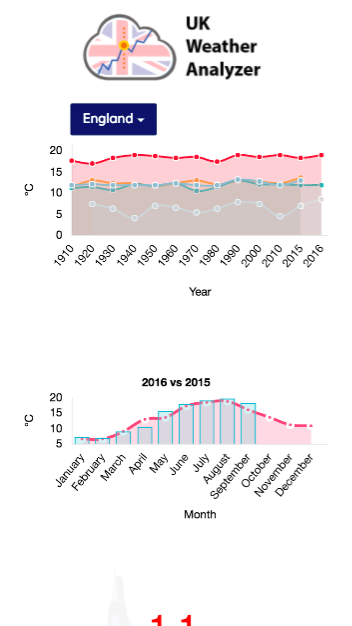 UK
Weather
Analyzer
England
20
15
10
5
0
°C
1910 1920 1930 1940 1950 1960 1970 1980 1990 2000 2010 2015 2016
Year
2016 vs 2015
20
15
10
5
°C
January February March April May June July August September October November December
Month
1 1